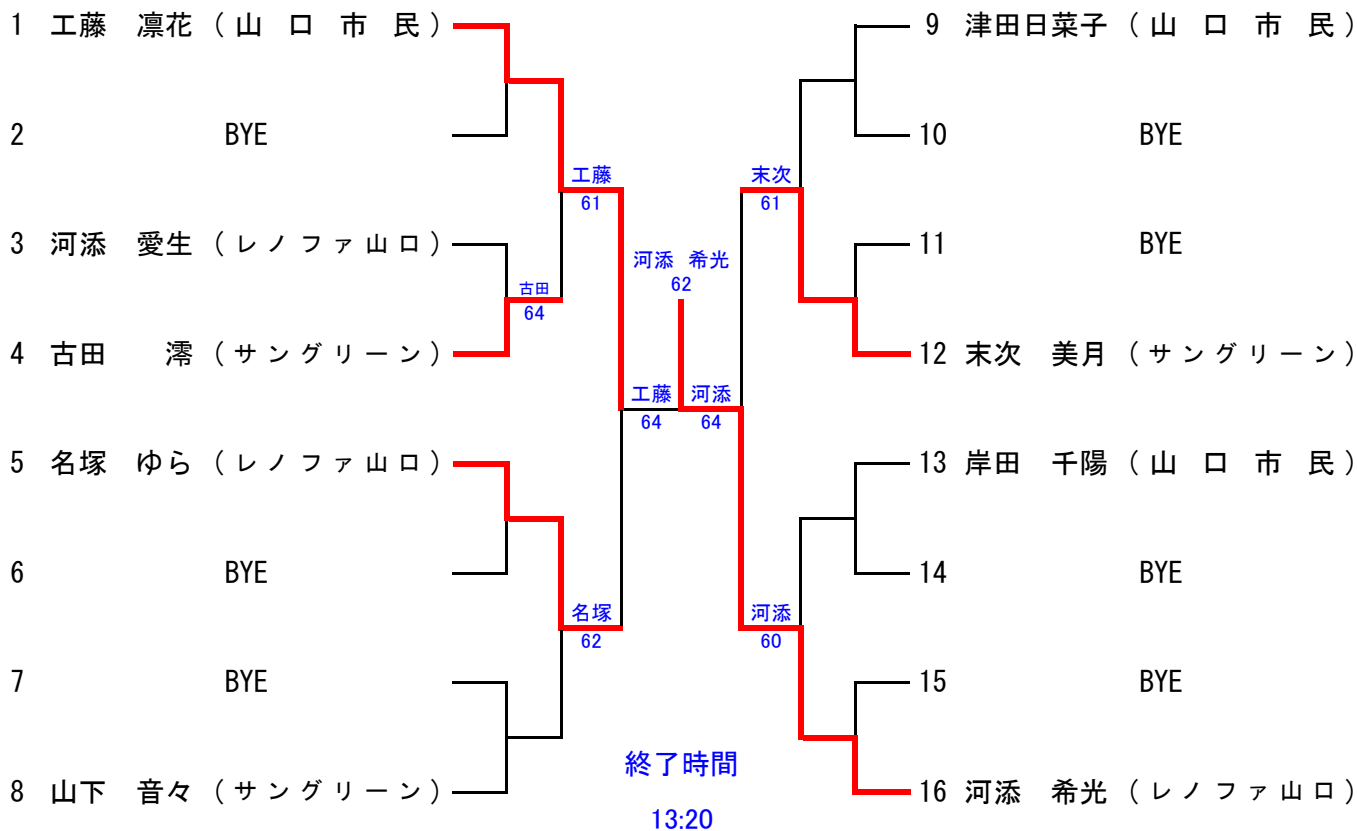 1 工藤 凛花 (山口市民)
2 BYE
3 河添 愛生 (レノファ山口)
4 古田 澪 (サングリーン)
5 名塚 ゆら (レノファ山口)
6 BYE
7 BYE
8 山下 音々 (サングリーン)
工藤
61
古田
64
名塚
62
工藤
64
河添 希光
62
河添
64
末次
61
河添
60
終了時間
13:20
9 津田日菜子 (山口市民)
10 BYE
11 BYE
12 末次 美月 (サングリーン)
13 岸田 千陽 (山口市民)
14 BYE
15 BYE
16 河添 希光 (レノファ山口)